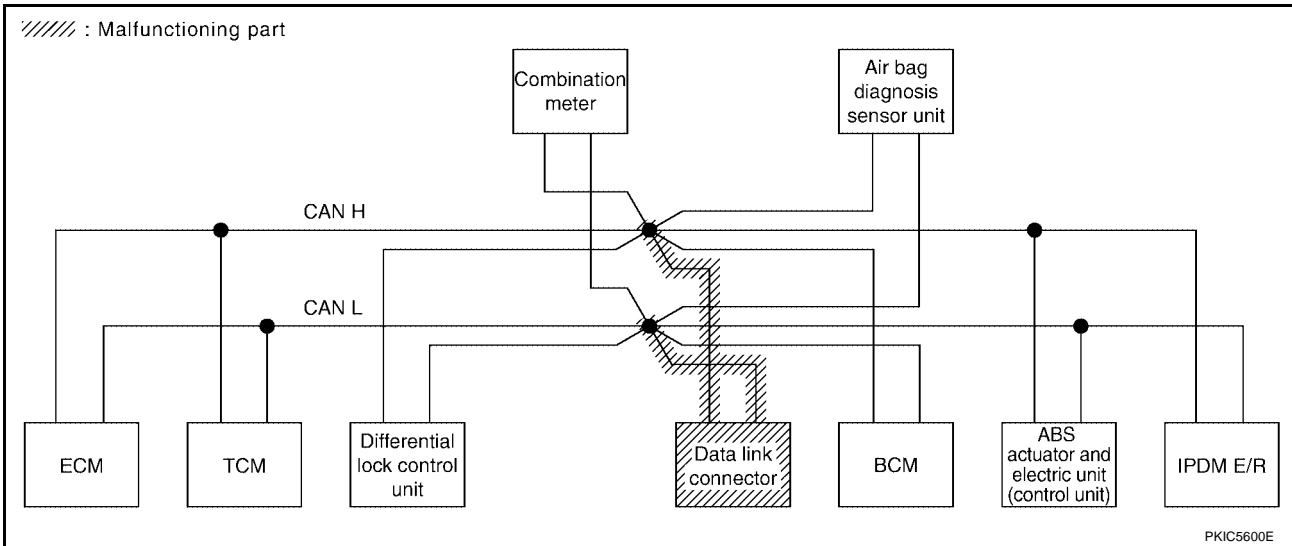 : Malfunctioning part
Combination
meter
Air bag
diagnosis
sensor unit
CAN H
CAN L
ECM
TCM
Differential
lock control
unit
Data link
connector
BCM
ABS
actuator and
electric unit
(control unit)
IPDM E/R
PKIC5600E